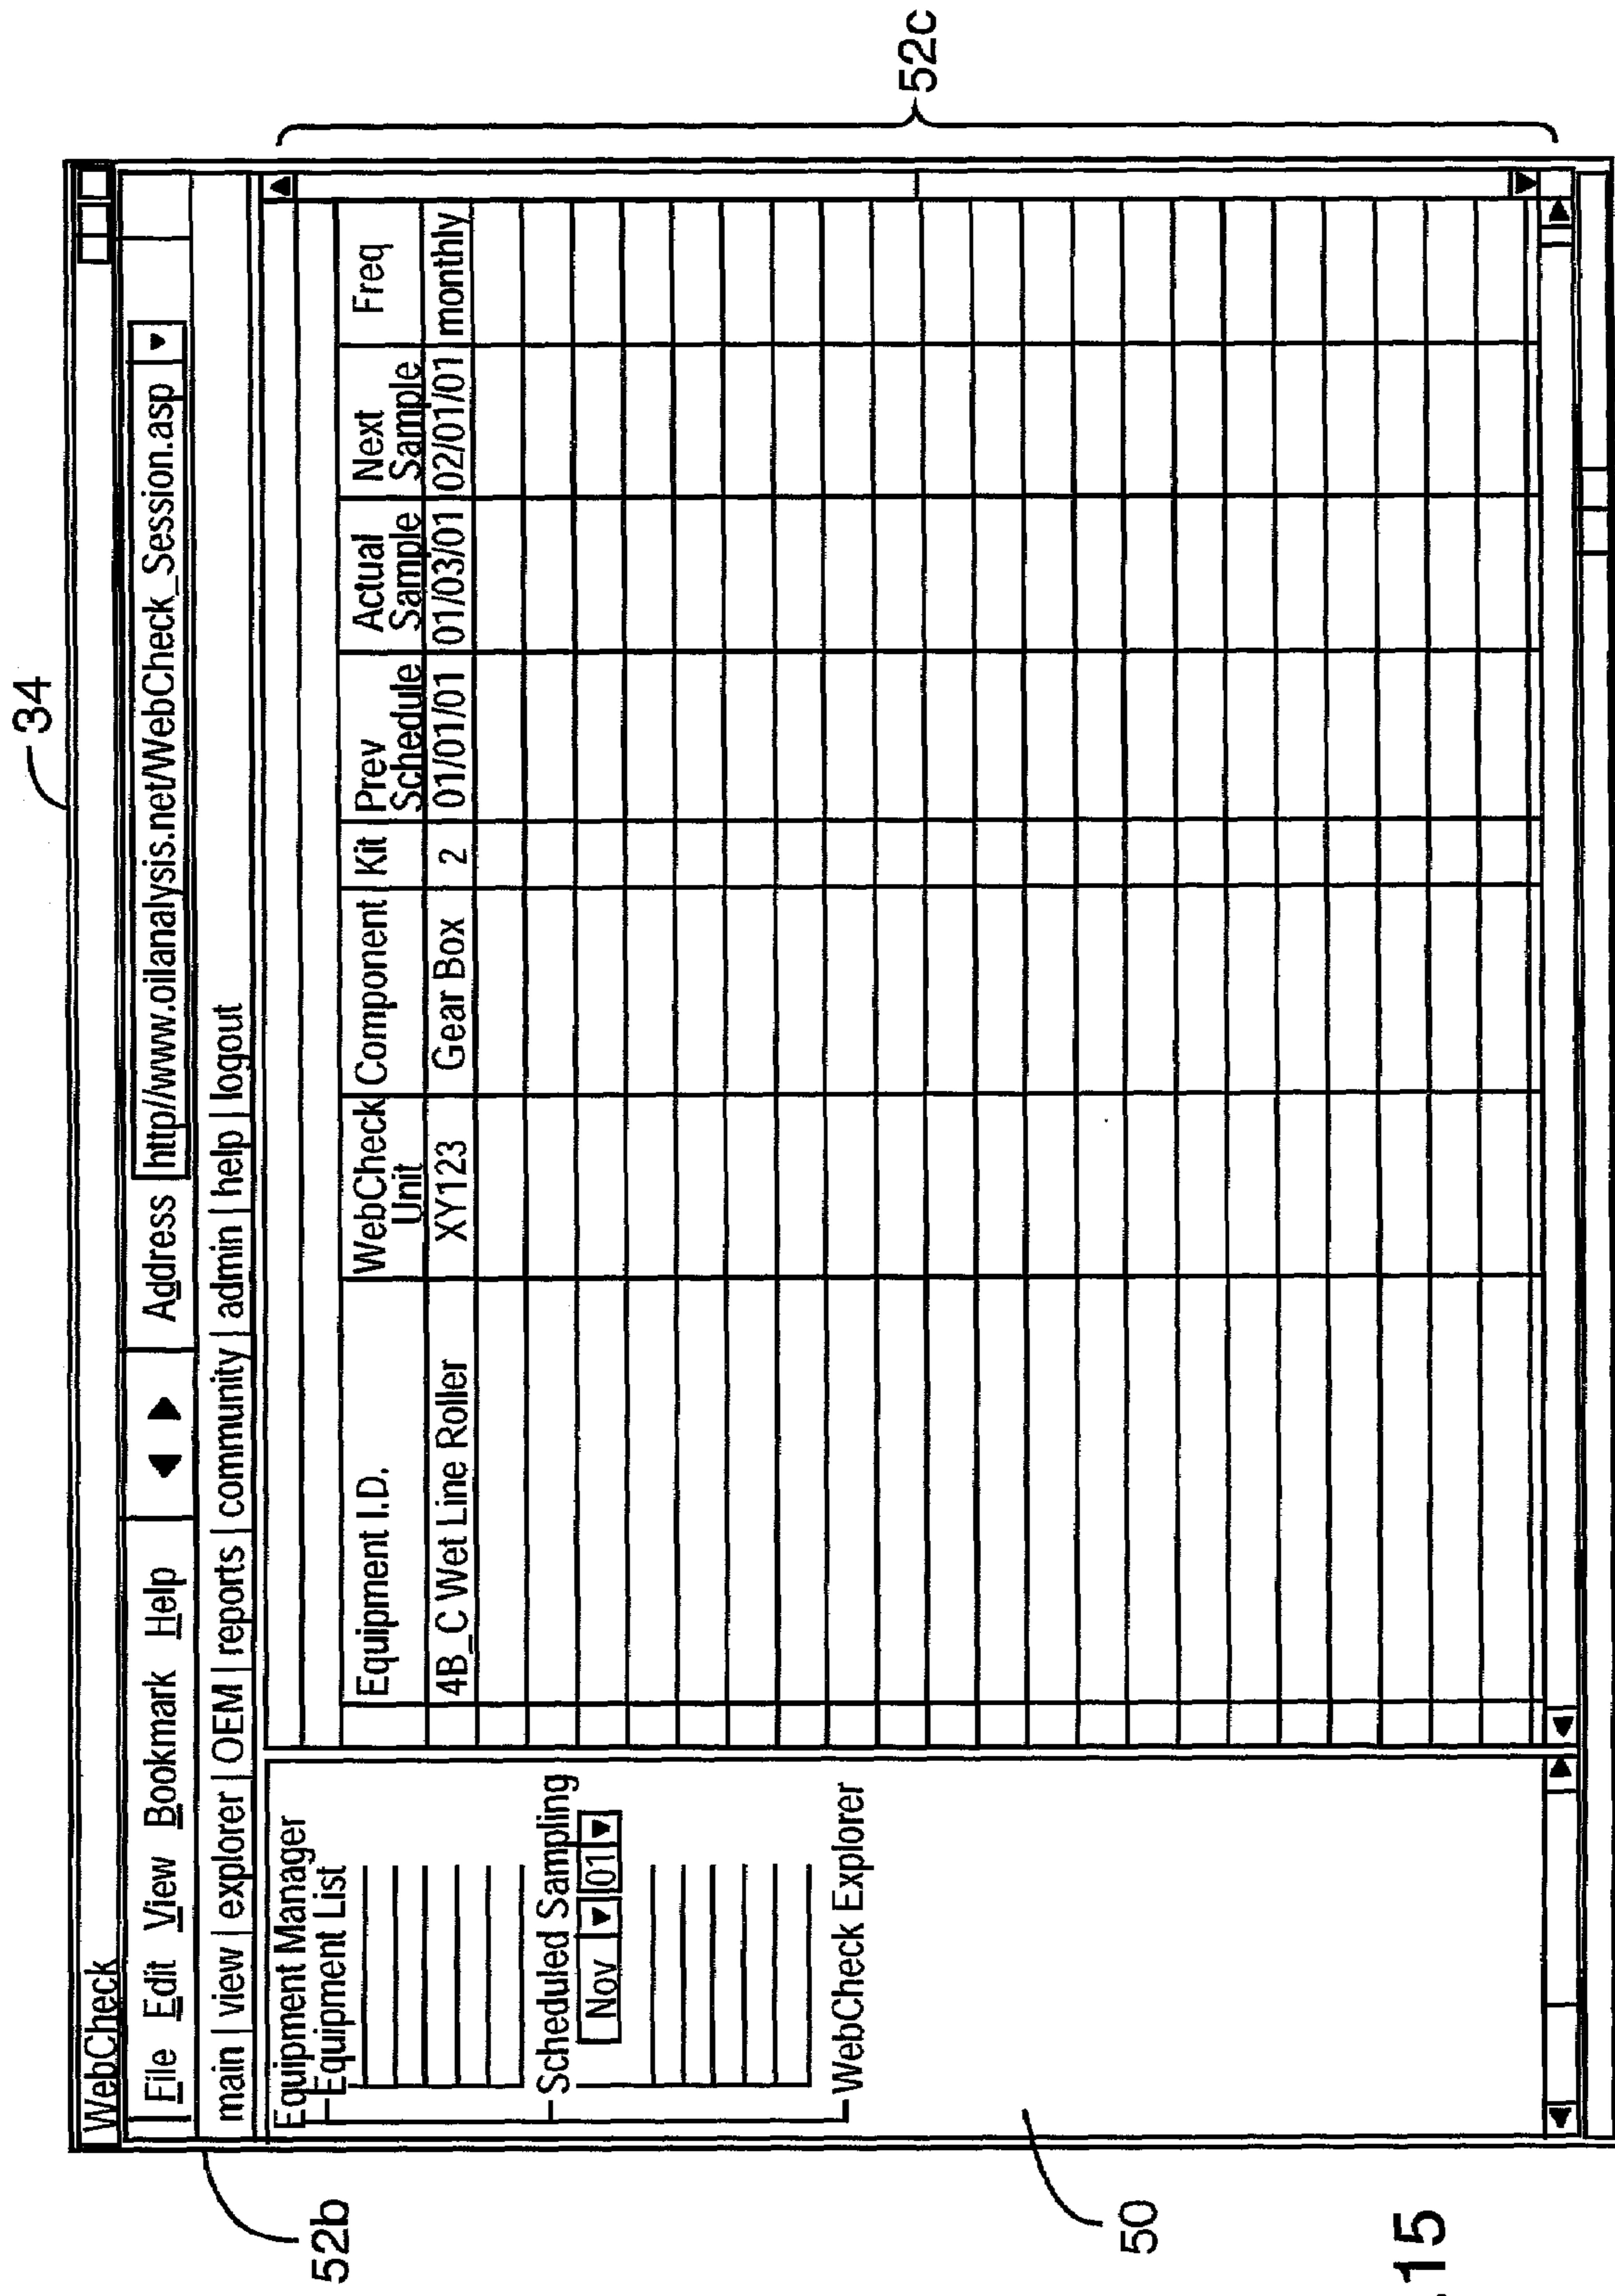 34
WebCheck
File Edit View Bookmark Help Address http//www.oilanalysis.net/WebCheck_Session.asp
main | view | explorer | OEM | reports | community | admin | help | logout
52b
Equipment Manager
Equipment List
Scheduled Sampling
Nov 01
WebCheck Explorer
50
Equipment I.D. WebCheck Unit Component Kit Prev Schedule Actual Sample Next Sample Freq
4B_C Wet Line Roller XY123 Gear Box 2 01/01/01 01/03/01 02/01/01 monthly
52c
15